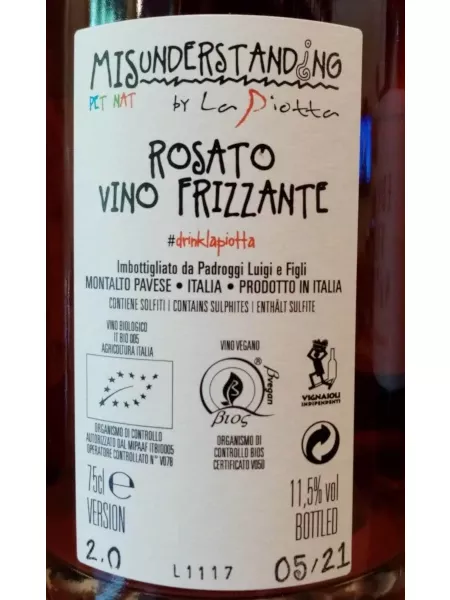 MISUNDERSTANDiNG
PET NAT by La Piotta
ROSATO
VINO FRIZZANTE
#drinklapiotta
Imbottigliato da Padroggi Luigi e Figli
MONTALTO PAVESE • ITALIA • PRODOTTO IN ITALIA
CONTIENE SOLFITI | CONTAINS SULPHITES | ENTHÄLT SULFITE
VINO BIOLOGICO
IT BIO 005
AGRICOLTURA ITALIA
ORGANISMO DI CONTROLLO
AUTORIZZATO DAL MIPAAF ITBIO005
OPERATORE CONTROLLATO N° V078
VINO VEGANO
®
βvegan
βιος
ORGANISMO DI
CONTROLLO BIOS
CERTIFICATO V050
VIGNAIOLI
INDIPENDENTI
75cl e
VERSION
2.0
L1117
11,5% vol
BOTTLED
05/21